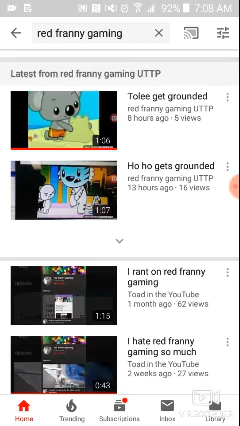 92% 7:08 AM
red franny gaming
Latest from red franny gaming UTTP
Tolee get grounded
red franny gaming UTTP
8 hours ago · 5 views
1:06
Ho ho gets grounded
red franny gaming UTTP
13 hours ago · 16 views
1:07
I rant on red franny
gaming
Toad in the YouTube
1 month ago · 62 views
1:15
I hate red franny
gaming so much
Toad in the YouTube
2 weeks ago · 27 views
0:43
Home Trending Subscriptions Inbox Library